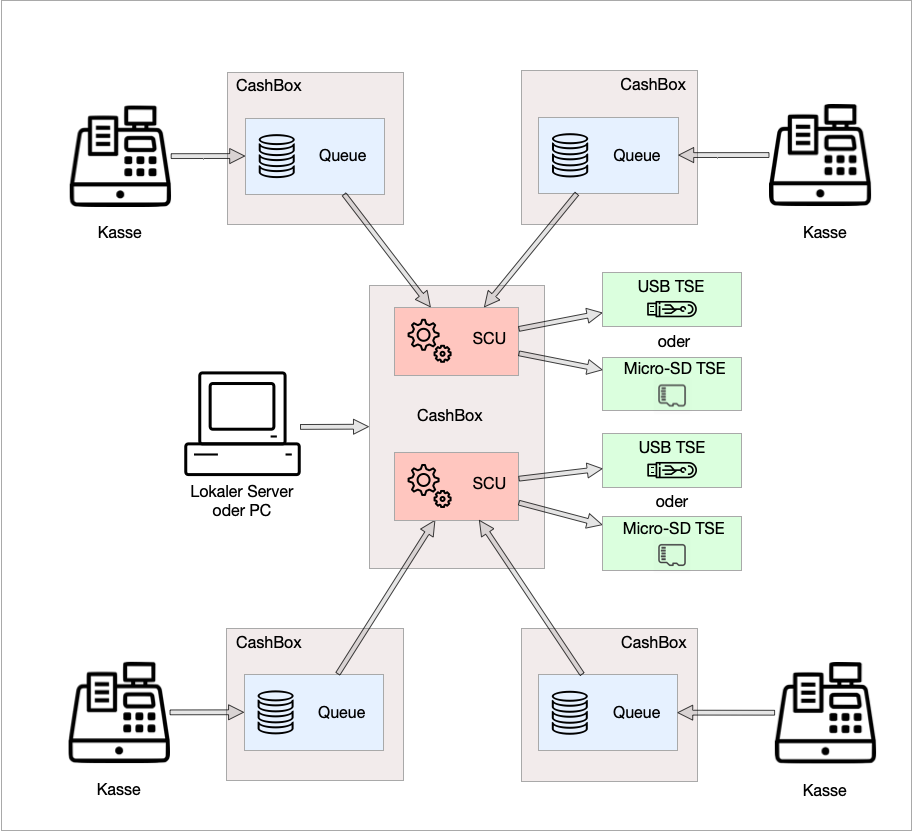 CashBox
Queue
Kasse
CashBox
Queue
Kasse
USB TSE
oder
Micro-SD TSE
SCU
CashBox
SCU
USB TSE
oder
Micro-SD TSE
Lokaler Server
oder PC
CashBox
Queue
Kasse
CashBox
Queue
Kasse